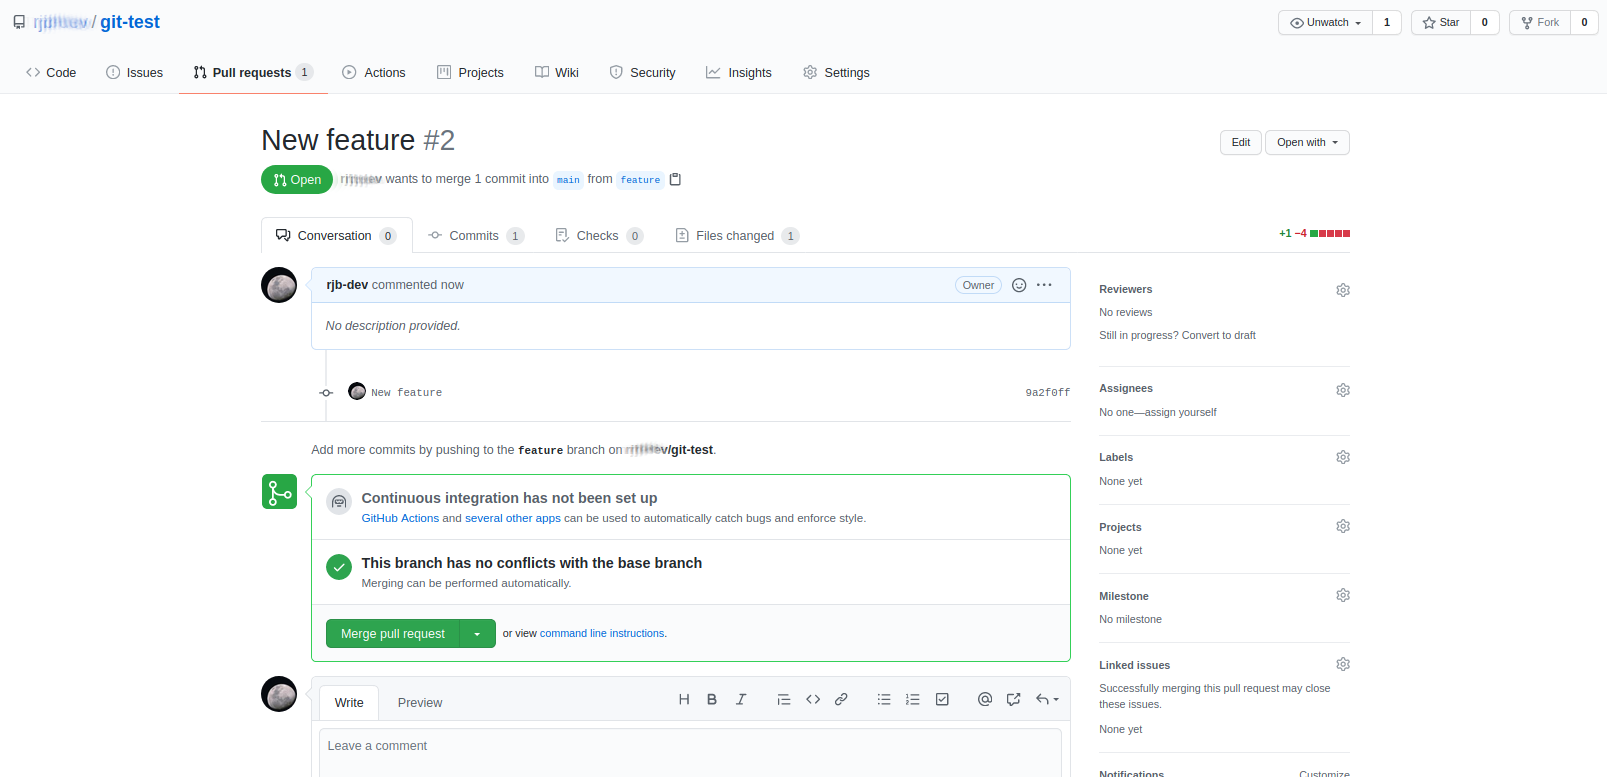 / git-test
Unwatch 1 Star 0 Fork 0
Code Issues Pull requests 1 Actions Projects Wiki Security Insights Settings
New feature #2
Edit Open with
Open wants to merge 1 commit into main from feature
Conversation 0 Commits 1 Checks 0 Files changed 1
+1 −4
rjb-dev commented now
Owner
No description provided.
New feature 9a2f0ff
Add more commits by pushing to the feature branch on /git-test.
Continuous integration has not been set up
GitHub Actions and several other apps can be used to automatically catch bugs and enforce style.
This branch has no conflicts with the base branch
Merging can be performed automatically.
Merge pull request or view command line instructions.
Write Preview
Leave a comment
Reviewers
No reviews
Still in progress? Convert to draft
Assignees
No one—assign yourself
Labels
None yet
Projects
None yet
Milestone
No milestone
Linked issues
Successfully merging this pull request may close
these issues.
None yet
Notifications Customize